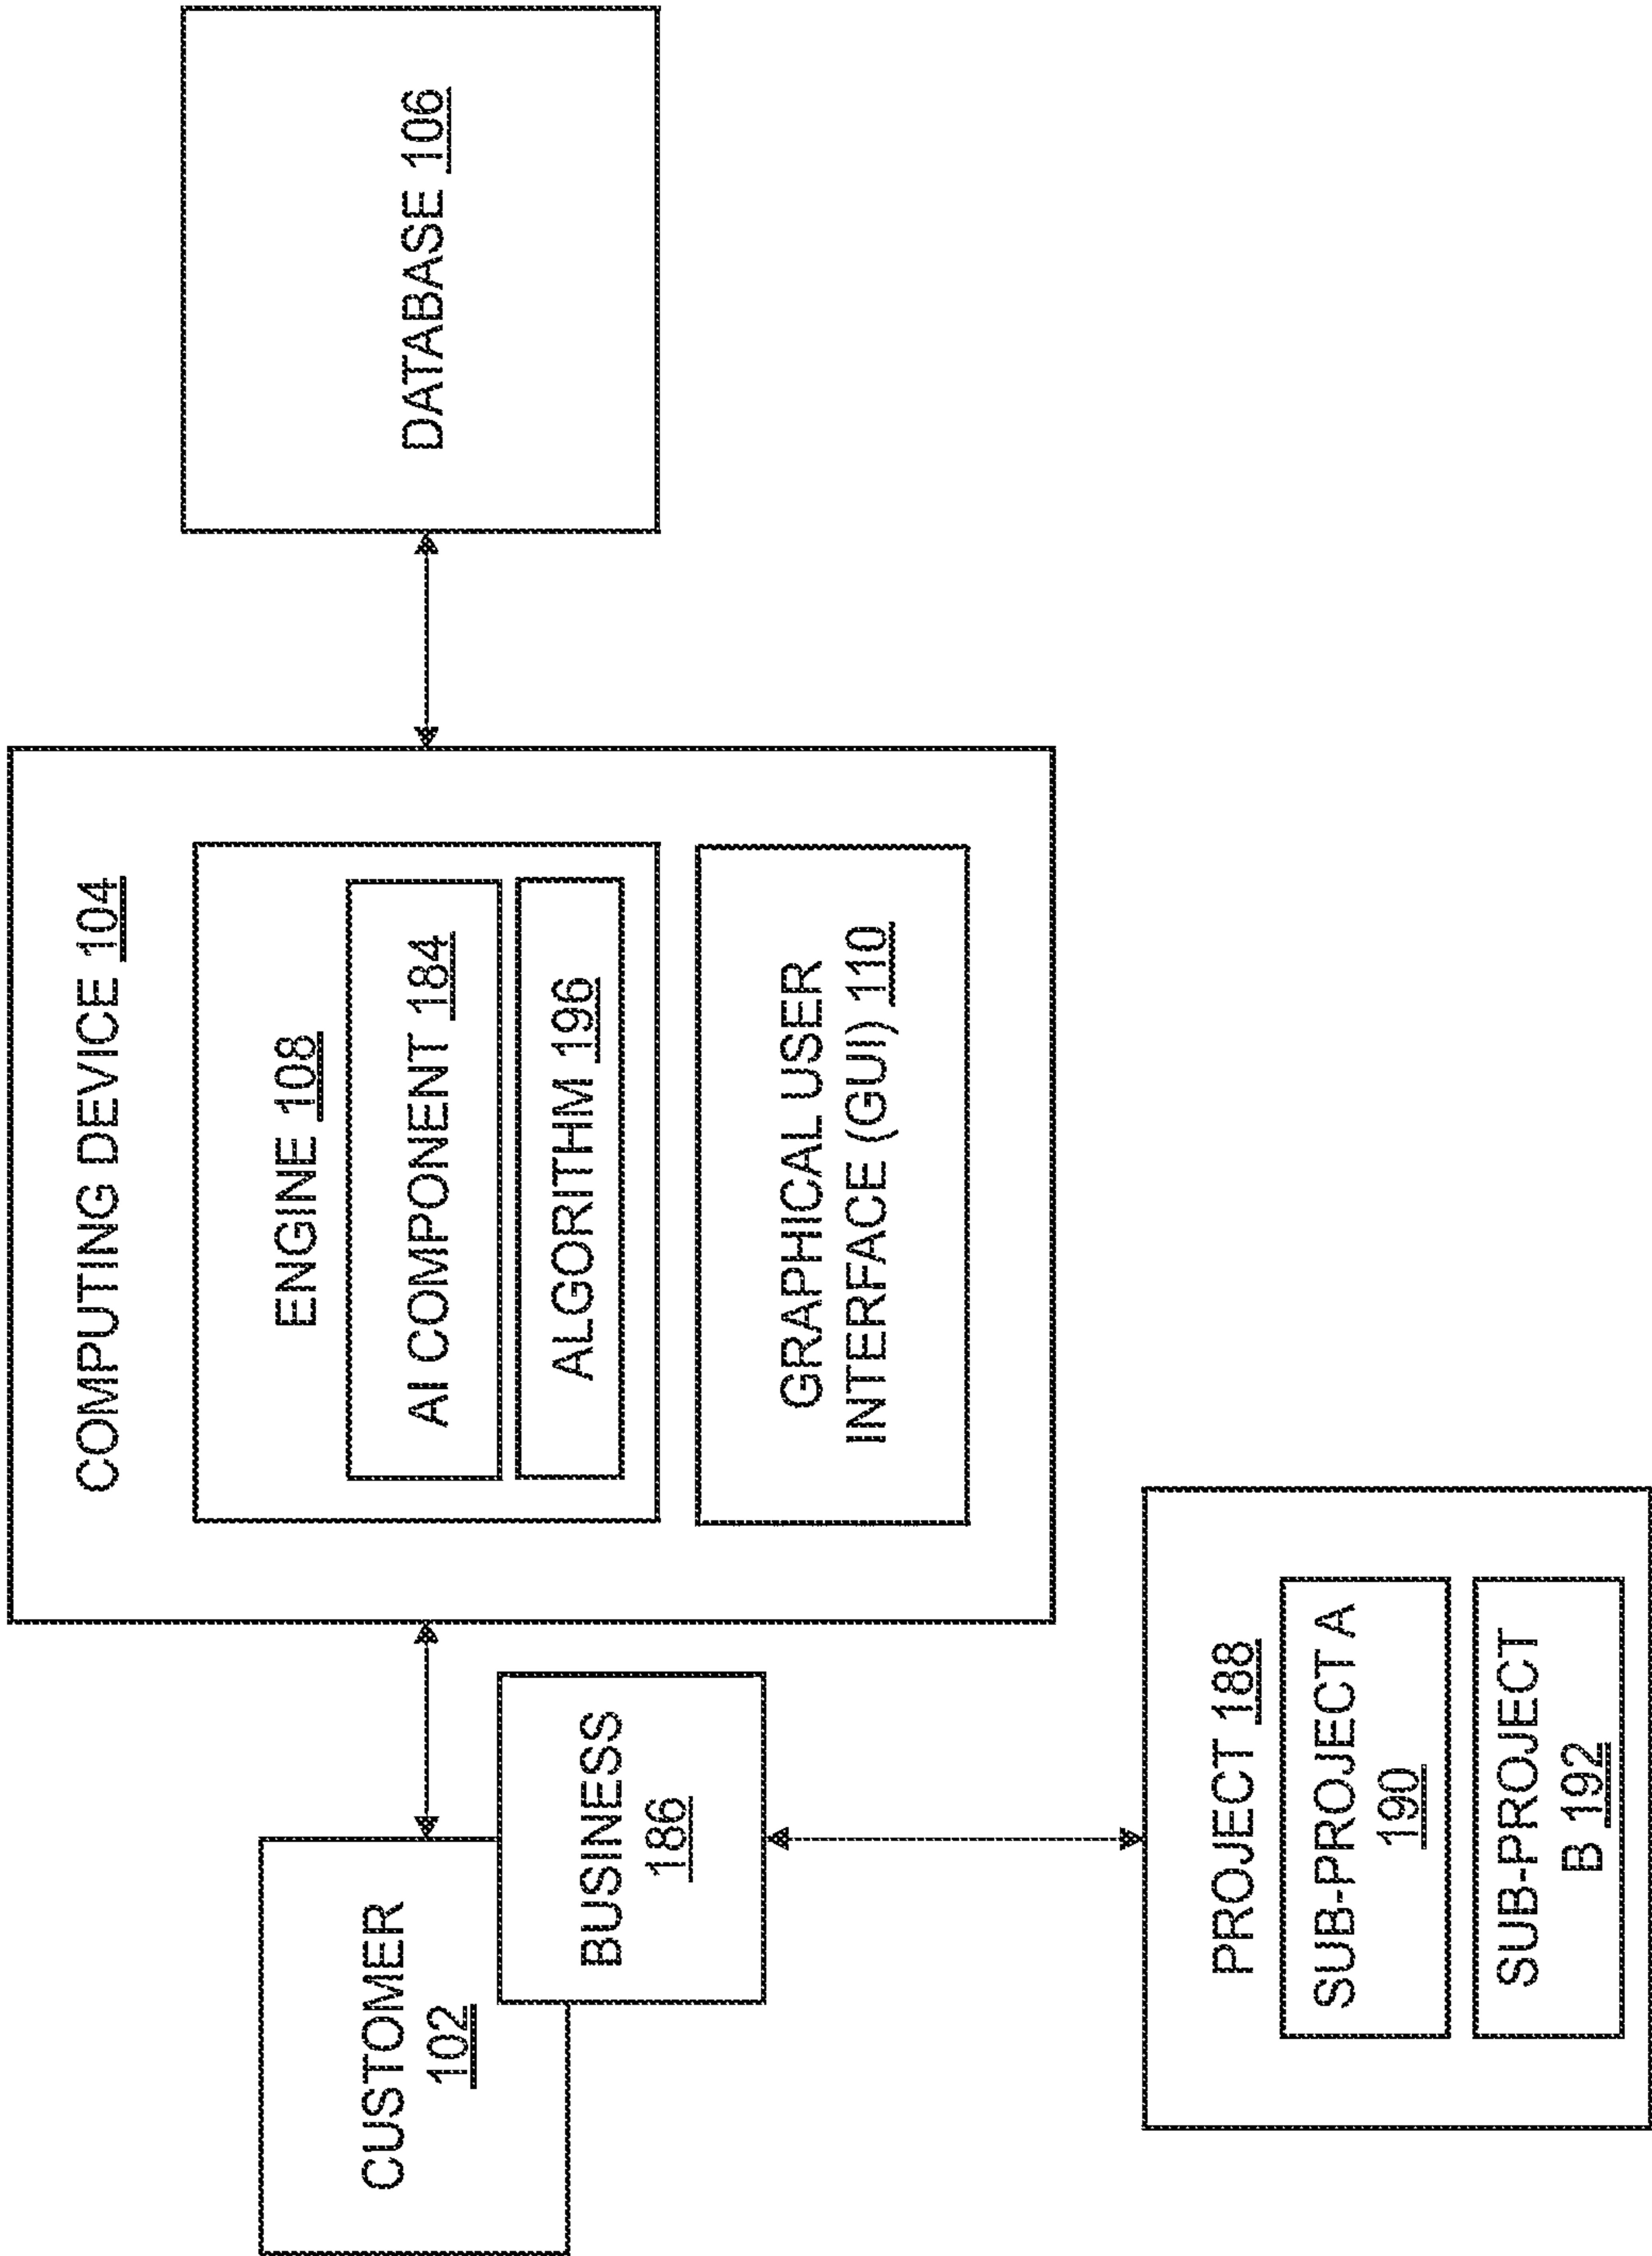 CUSTOMER
102
BUSINESS
186
PROJECT 188
SUB-PROJECT A
190
SUB-PROJECT
B 192
COMPUTING DEVICE 104
ENGINE 108
AI COMPONENT 184
ALGORITHM 196
GRAPHICAL USER
INTERFACE (GUI) 110
DATABASE 106